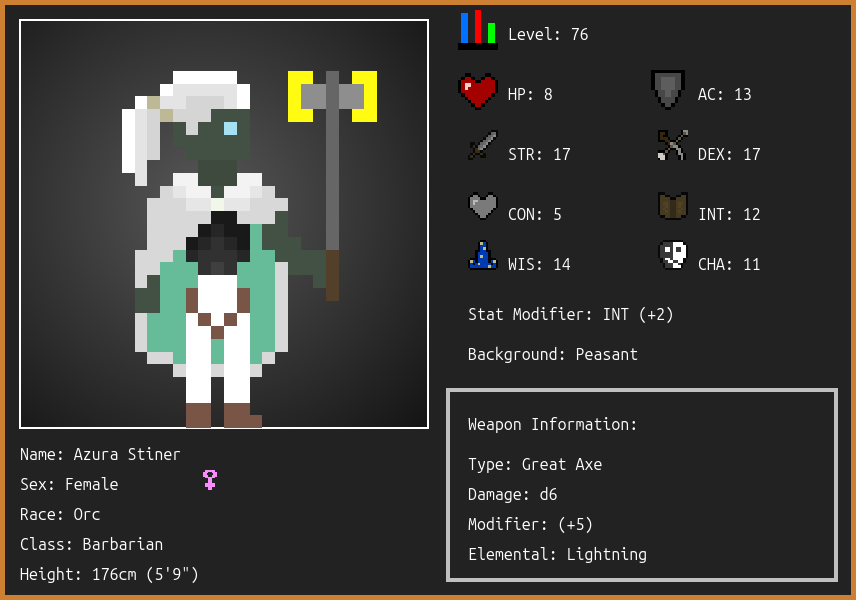 Level: 76
HP: 8
AC: 13
STR: 17
DEX: 17
CON: 5
INT: 12
WIS: 14
CHA: 11
Stat Modifier: INT (+2)
Background: Peasant
Weapon Information:
Type: Great Axe
Damage: d6
Modifier: (+5)
Elemental: Lightning
Name: Azura Stiner
Sex: Female
Race: Orc
Class: Barbarian
Height: 176cm (5'9")